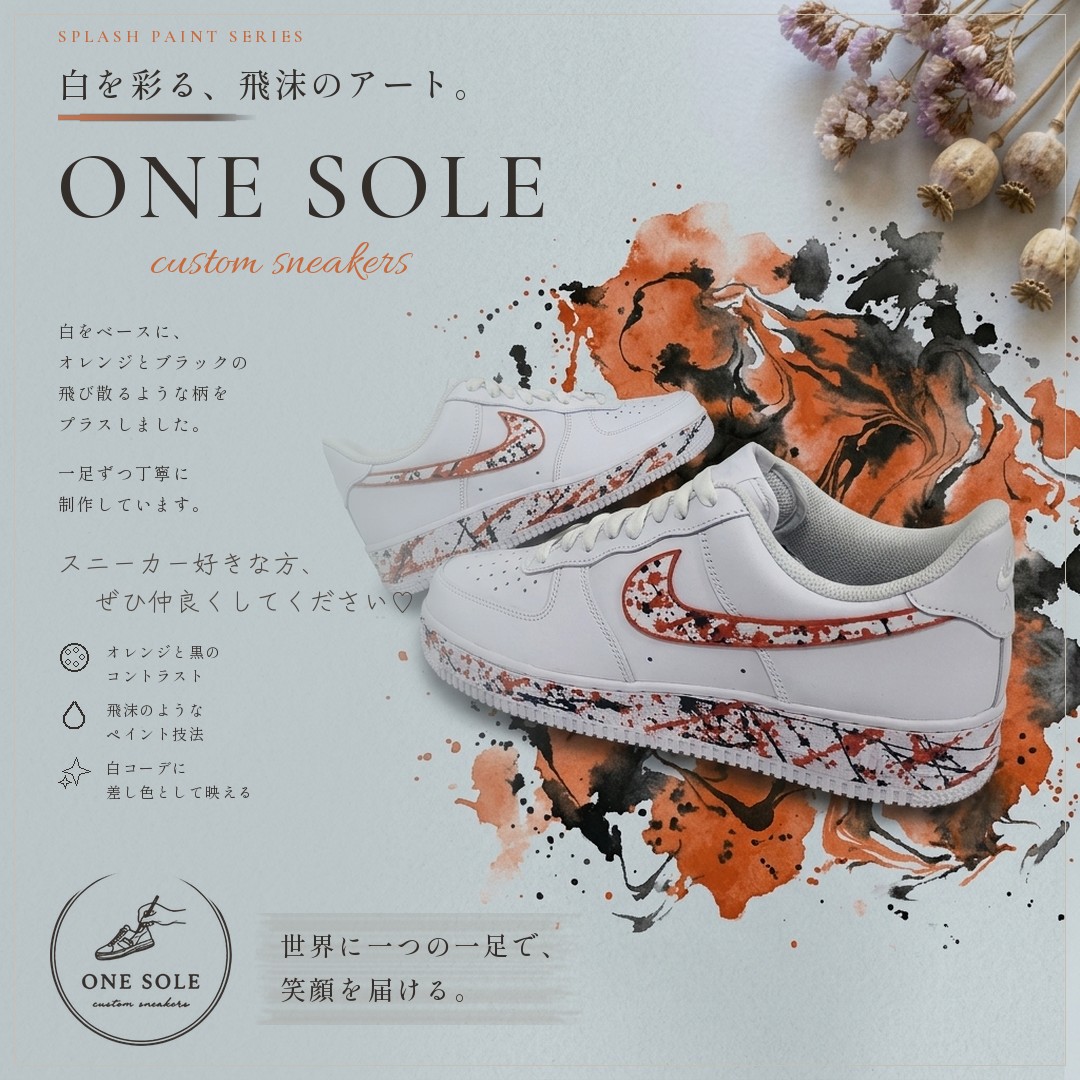 SPLASH PAINT SERIES
白を彩る、飛沫のアート。
ONE SOLE
custom sneakers
白をベースに、
オレンジとブラックの
飛び散るような柄を
プラスしました。
一足ずつ丁寧に
制作しています。
スニーカー好きな方、
ぜひ仲良くしてください♡
オレンジと黒の
コントラスト
飛沫のような
ペイント技法
白コーデに
差し色として映える
ONE SOLE
custom sneakers
世界に一つの一足で、
笑顔を届ける。